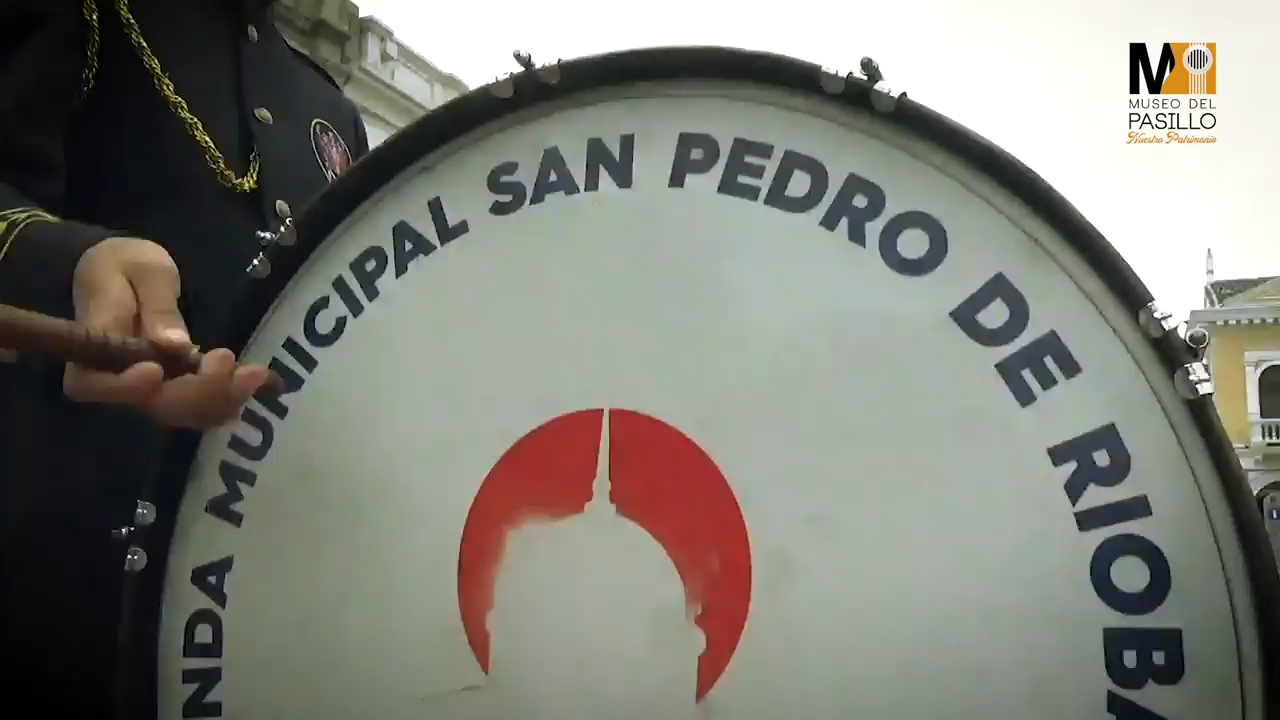 NDA MUNICIPAL SAN PEDRO DE RIOBA
MUSEO DEL
PASILLO
Nuestro Patrimonio